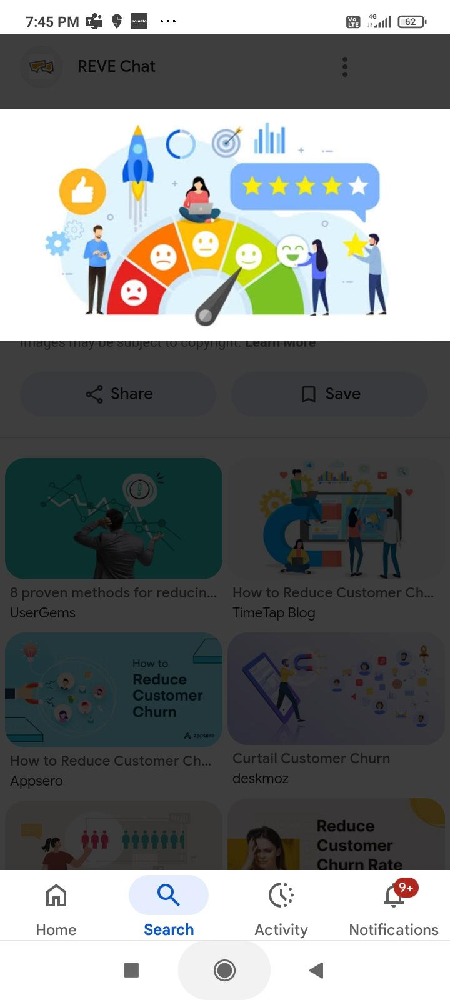 7:45 PM
zomato
Vo
LTE
4G
62
REVE Chat
Images may be subject to copyright. Learn More
Share
Save
8 proven methods for reducin...
UserGems
How to Reduce Customer Ch...
TimeTap Blog
How to
Reduce
Customer
Churn
appsero
How to Reduce Customer Ch...
Appsero
Curtail Customer Churn
deskmoz
Reduce
Customer
Churn Rate
Home
Search
Activity
9+
Notifications